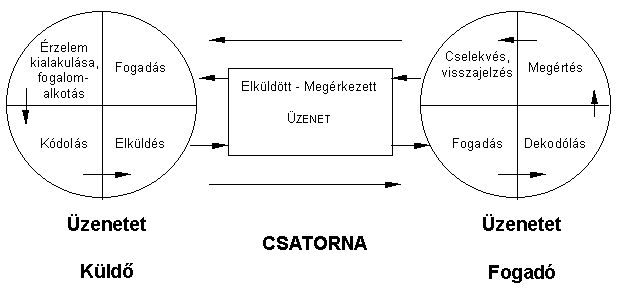 Érzelem
kialakulása,
fogalom-
alkotás
Fogadás
Kódolás
Elküldés
Elküldött - Megérkezett
ÜZENET
Cselekvés,
visszajelzés
Megértés
Fogadás
Dekodólás
Üzenetet
Küldő
CSATORNA
Üzenetet
Fogadó